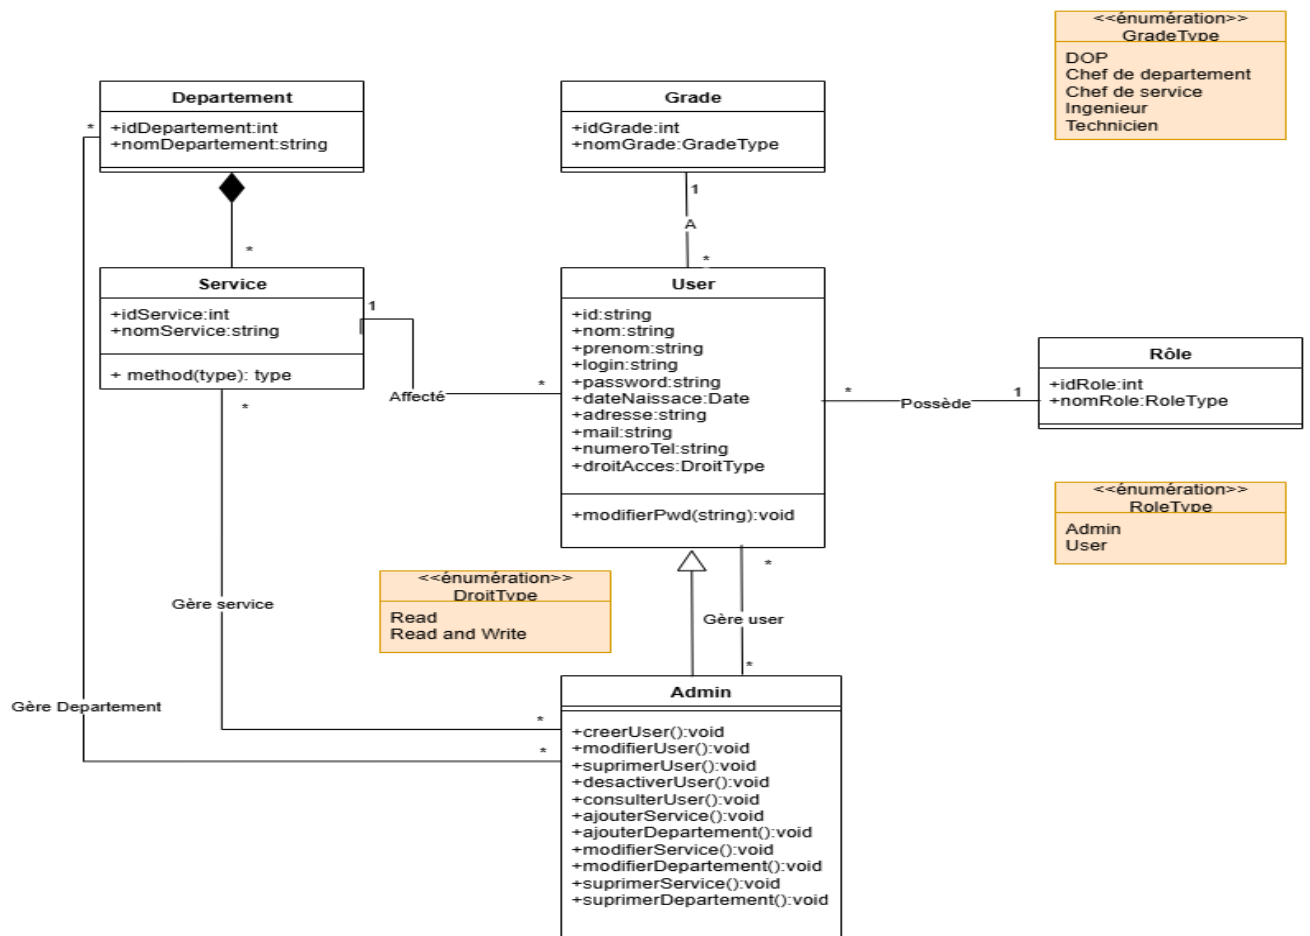 <<énumération>>
GradeType
DOP
Chef de departement
Chef de service
Ingenieur
Technicien
Departement
+idDepartement:int
+nomDepartement:string
*
*
Grade
+idGrade:int
+nomGrade:GradeType
1
A
*
Service
+idService:int
+nomService:string
+ method(type): type
1
Affecté
*
*
User
+id:string
+nom:string
+prenom:string
+login:string
+password:string
+dateNaissace:Date
+adresse:string
+mail:string
+numeroTel:string
+droitAcces:DroitType
+modifierPwd(string):void
*
Possède
1
Rôle
+idRole:int
+nomRole:RoleType
<<énumération>>
RoleType
Admin
User
<<énumération>>
DroitType
Read
Read and Write
*
Gère user
*
Gère service
*
Gère Departement
*
Admin
+creerUser():void
+modifierUser():void
+suprimerUser():void
+desactiverUser():void
+consulterUser():void
+ajouterService():void
+ajouterDepartement():void
+modifierService():void
+modifierDepartement():void
+suprimerService():void
+suprimerDepartement():void